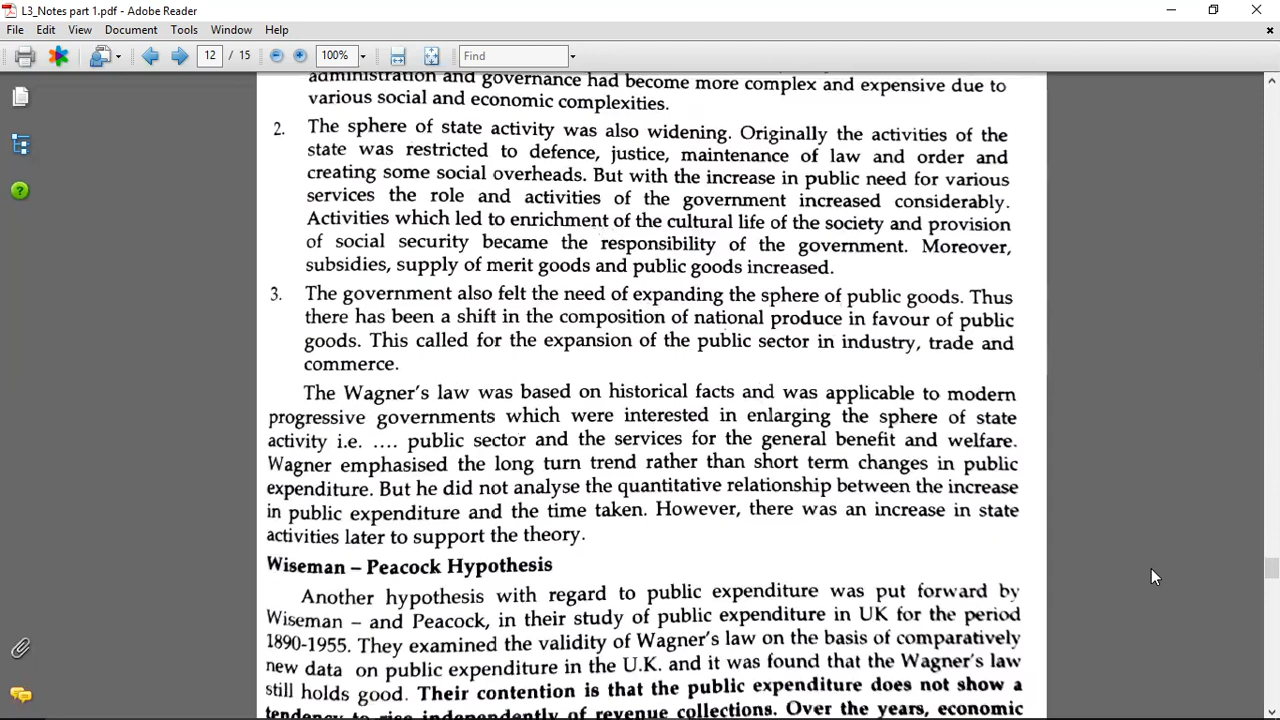 L3_Notes part 1.pdf - Adobe Reader
File Edit View Document Tools Window Help
12 / 15 100% Find
administration and governance had become more complex and expensive due to
various social and economic complexities.
2. The sphere of state activity was also widening. Originally the activities of the
state was restricted to defence, justice, maintenance of law and order and
creating some social overheads. But with the increase in public need for various
services the role and activities of the government increased considerably.
Activities which led to enrichment of the cultural life of the society and provision
of social security became the responsibility of the government. Moreover,
subsidies, supply of merit goods and public goods increased.
3. The government also felt the need of expanding the sphere of public goods. Thus
there has been a shift in the composition of national produce in favour of public
goods. This called for the expansion of the public sector in industry, trade and
commerce.
The Wagner's law was based on historical facts and was applicable to modern
progressive governments which were interested in enlarging the sphere of state
activity i.e. .... public sector and the services for the general benefit and welfare.
Wagner emphasised the long turn trend rather than short term changes in public
expenditure. But he did not analyse the quantitative relationship between the increase
in public expenditure and the time taken. However, there was an increase in state
activities later to support the theory.
Wiseman – Peacock Hypothesis
Another hypothesis with regard to public expenditure was put forward by
Wiseman – and Peacock, in their study of public expenditure in UK for the period
1890-1955. They examined the validity of Wagner's law on the basis of comparatively
new data on public expenditure in the U.K. and it was found that the Wagner's law
still holds good. Their contention is that the public expenditure does not show a
tendency to rise independently of revenue collections. Over the years, economic